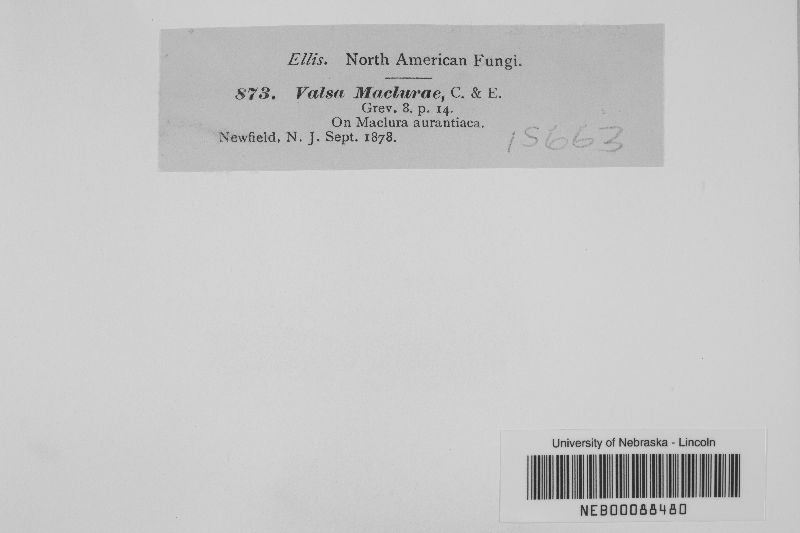 Ellis. North American Fungi.
873. Valsa Maclurae, C. & E.
Grev. 8. p. 14.
On Maclura aurantiaca.
Newfield, N. J. Sept. 1878.
15663
University of Nebraska - Lincoln
NEB00088480